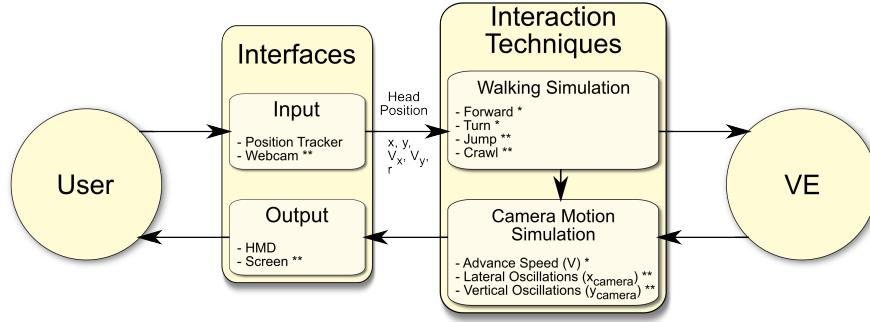 User
Interfaces
Input
- Position Tracker
- Webcam **
Output
- HMD
- Screen **
Head
Position
x, y,
Vx, Vy,
r
Interaction
Techniques
Walking Simulation
- Forward *
- Turn *
- Jump **
- Crawl **
Camera Motion
Simulation
- Advance Speed (V) *
- Lateral Oscillations (xcamera) **
- Vertical Oscillations (ycamera) **
VE